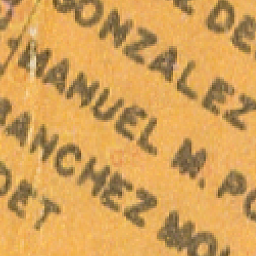 DE
GONZALEZ
MANUEL M. P
SANCHEZ MO
DET